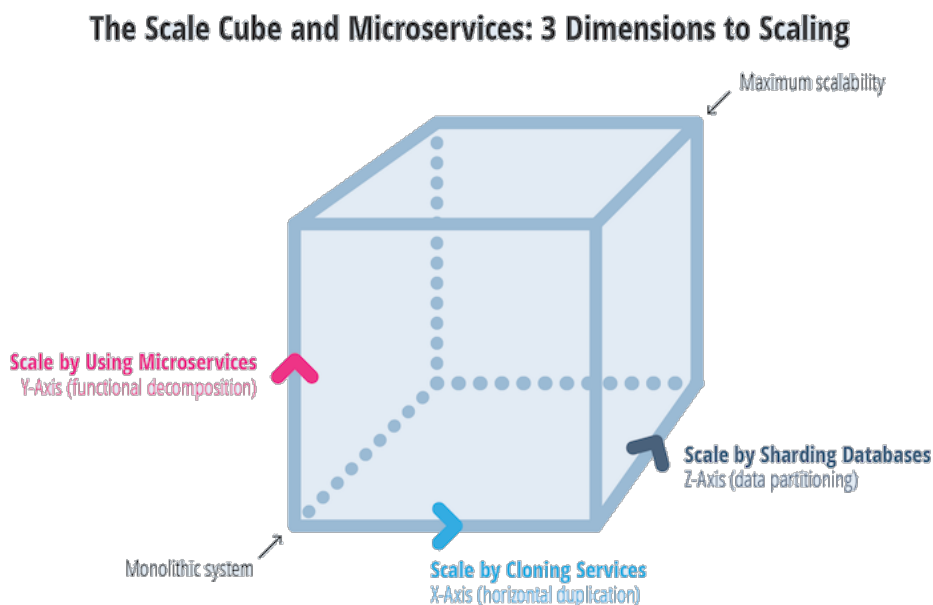 The Scale Cube and Microservices: 3 Dimensions to Scaling
Maximum scalability
Scale by Using Microservices
Y-Axis (functional decomposition)
Scale by Sharding Databases
Z-Axis (data partitioning)
Monolithic system
Scale by Cloning Services
X-Axis (horizontal duplication)